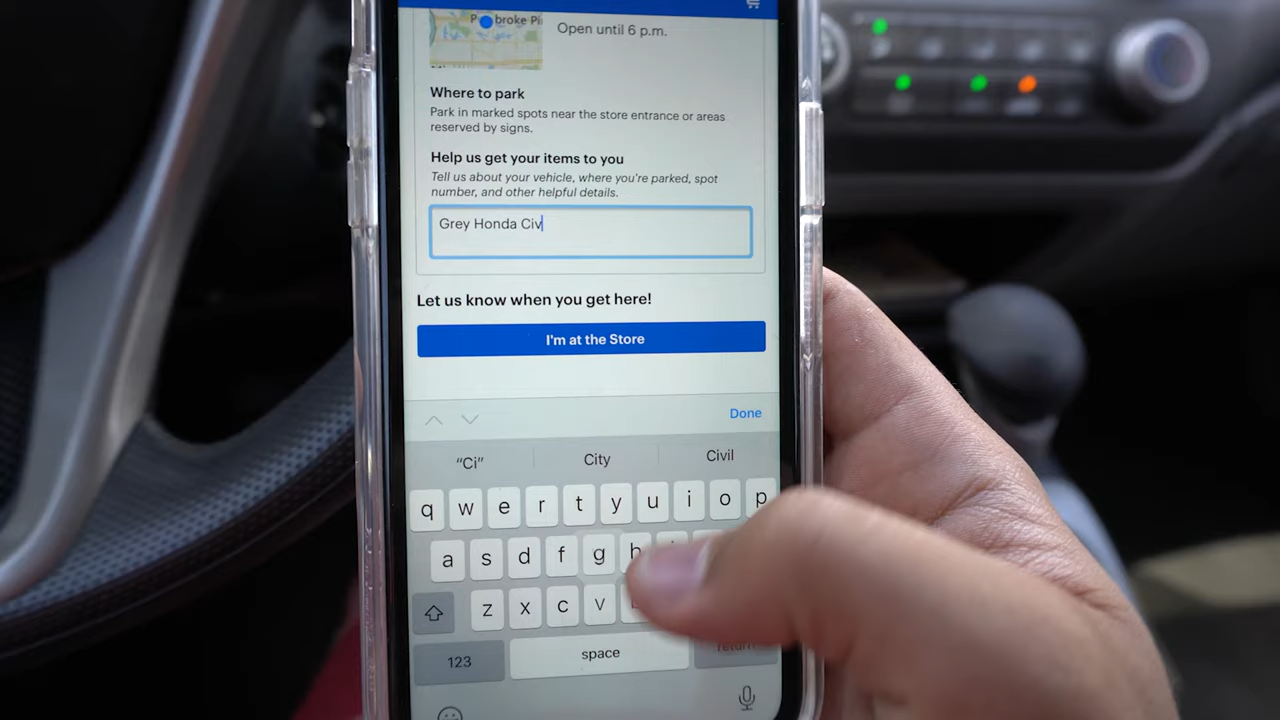 broke Pi
Open until 6 p.m.
Where to park
Park in marked spots near the store entrance or areas
reserved by signs.
Help us get your items to you
Tell us about your vehicle, where you're parked, spot
number, and other helpful details.
Grey Honda Civ
Let us know when you get here!
I'm at the Store
Done
“Ci” City Civil
q w e r t y u i o p
a s d f g h
z x c v
123 space return